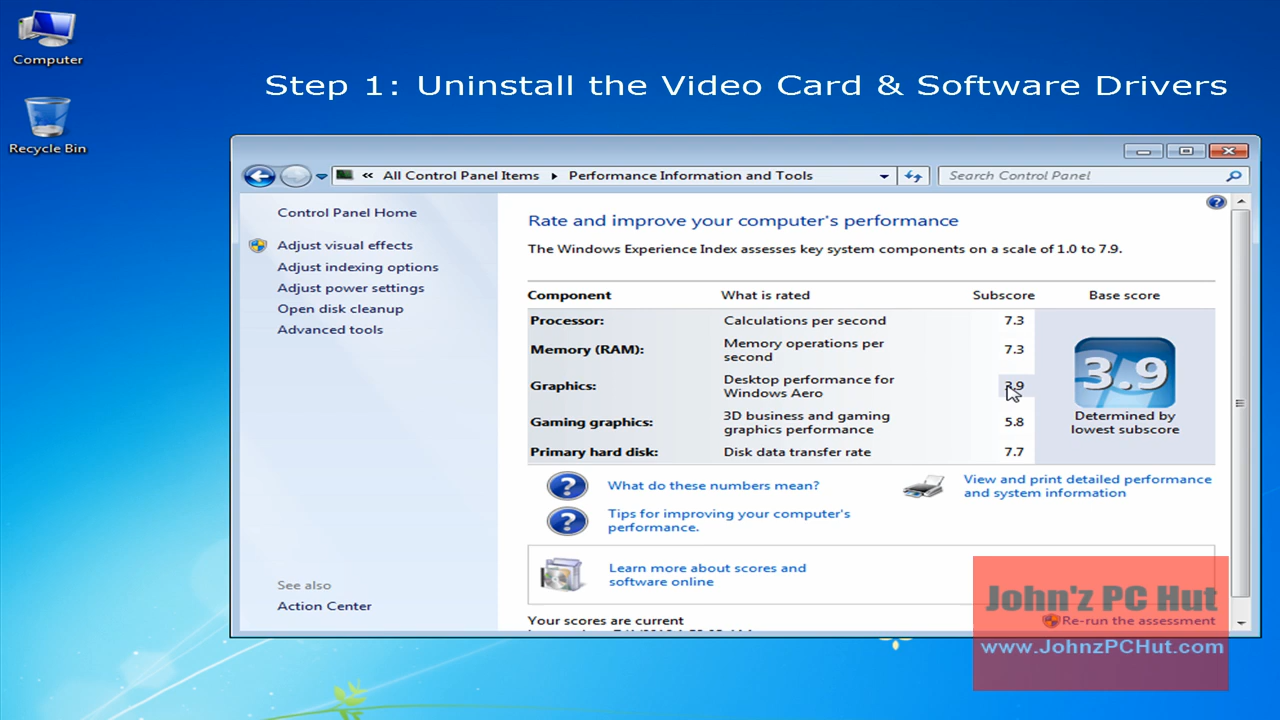 Computer
Recycle Bin
Step 1: Uninstall the Video Card & Software Drivers
« All Control Panel Items ▸ Performance Information and Tools
Search Control Panel
Control Panel Home
Adjust visual effects
Adjust indexing options
Adjust power settings
Open disk cleanup
Advanced tools
See also
Action Center
Rate and improve your computer's performance
The Windows Experience Index assesses key system components on a scale of 1.0 to 7.9.
Component What is rated Subscore Base score
Processor: Calculations per second 7.3
Memory (RAM): Memory operations per
second 7.3
Graphics: Desktop performance for
Windows Aero 3.9
Gaming graphics: 3D business and gaming
graphics performance 5.8
Primary hard disk: Disk data transfer rate 7.7
3.9
Determined by
lowest subscore
What do these numbers mean?
Tips for improving your computer's
performance.
View and print detailed performance
and system information
Learn more about scores and
software online
Your scores are current
Re-run the assessment
John'z PC Hut
www.JohnzPCHut.com